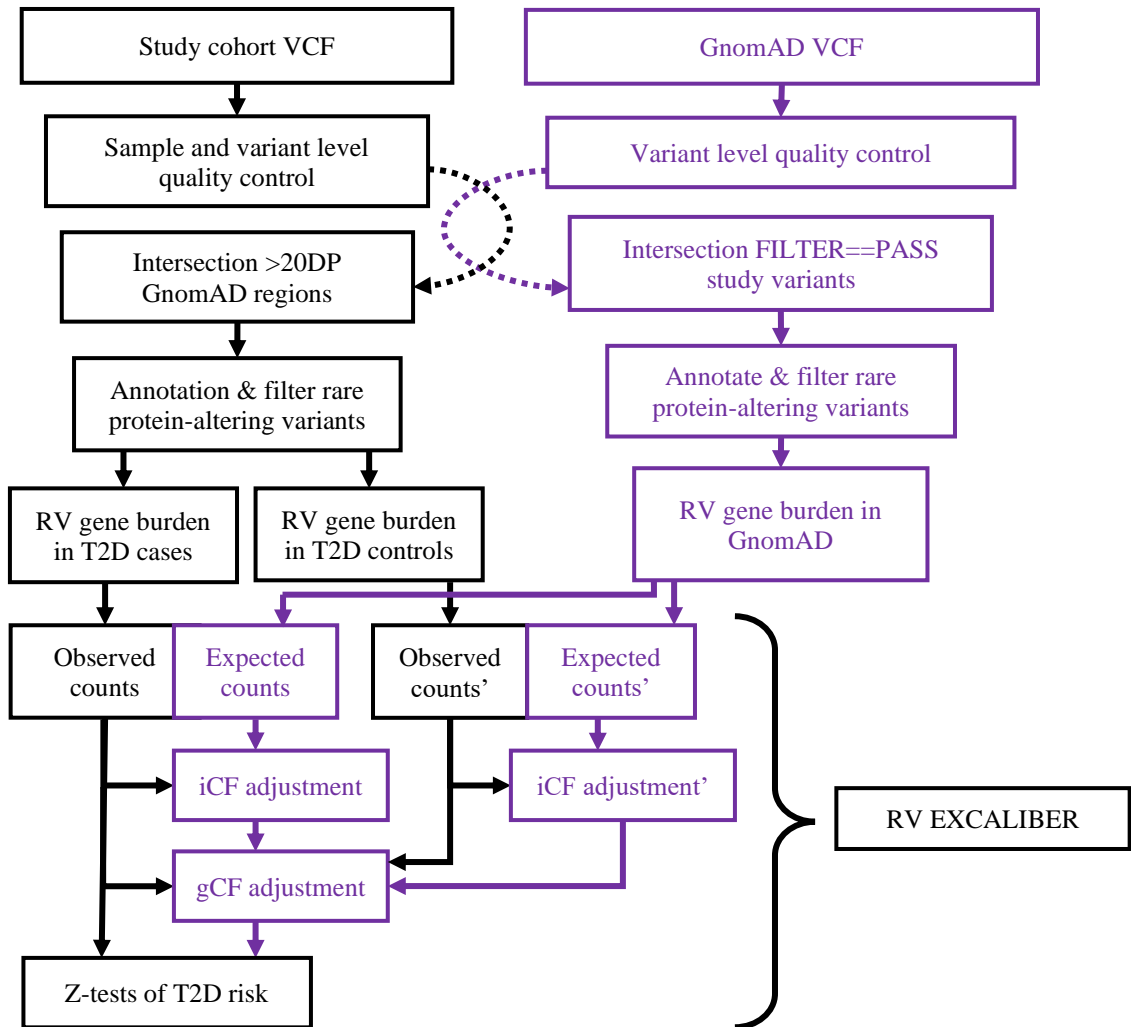 Study cohort VCF
GnomAD VCF
Sample and variant level
quality control
Variant level quality control
Intersection >20DP
GnomAD regions
Intersection FILTER==PASS
study variants
Annotation & filter rare
protein-altering variants
Annotate & filter rare
protein-altering variants
RV gene burden
in T2D cases
RV gene burden
in T2D controls
RV gene burden in
GnomAD
Observed
counts
Expected
counts
Observed
counts’
Expected
counts’
iCF adjustment
iCF adjustment’
RV EXCALIBER
gCF adjustment
Z-tests of T2D risk